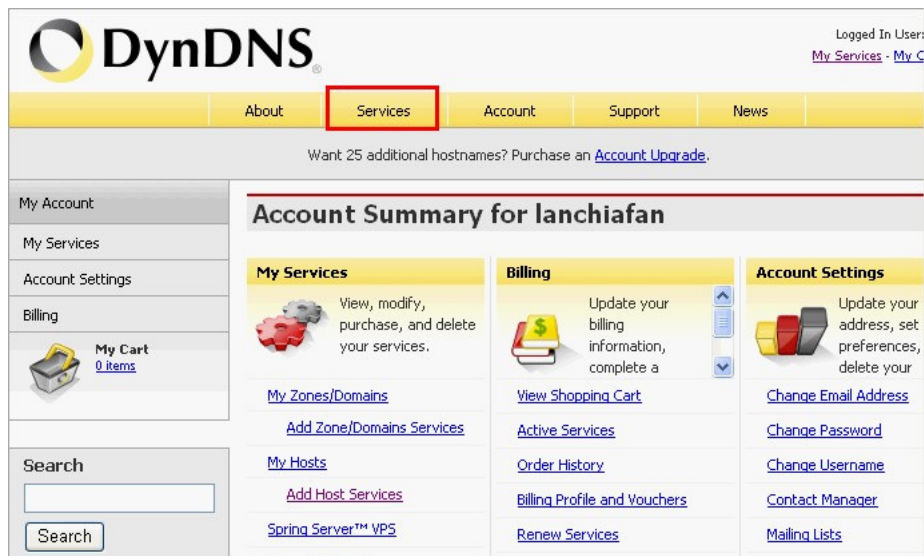 DynDNS
Logged In User:
My Services - My C
About Services Account Support News
Want 25 additional hostnames? Purchase an Account Upgrade.
My Account
My Services
Account Settings
Billing
My Cart
0 items
Search
Search
Account Summary for lanchiafan
My Services
View, modify,
purchase, and delete
your services.
My Zones/Domains
Add Zone/Domains Services
My Hosts
Add Host Services
Spring Server™ VPS
Billing
Update your
billing
information,
complete a
View Shopping Cart
Active Services
Order History
Billing Profile and Vouchers
Renew Services
Account Settings
Update your
address, set
preferences,
delete your
Change Email Address
Change Password
Change Username
Contact Manager
Mailing Lists